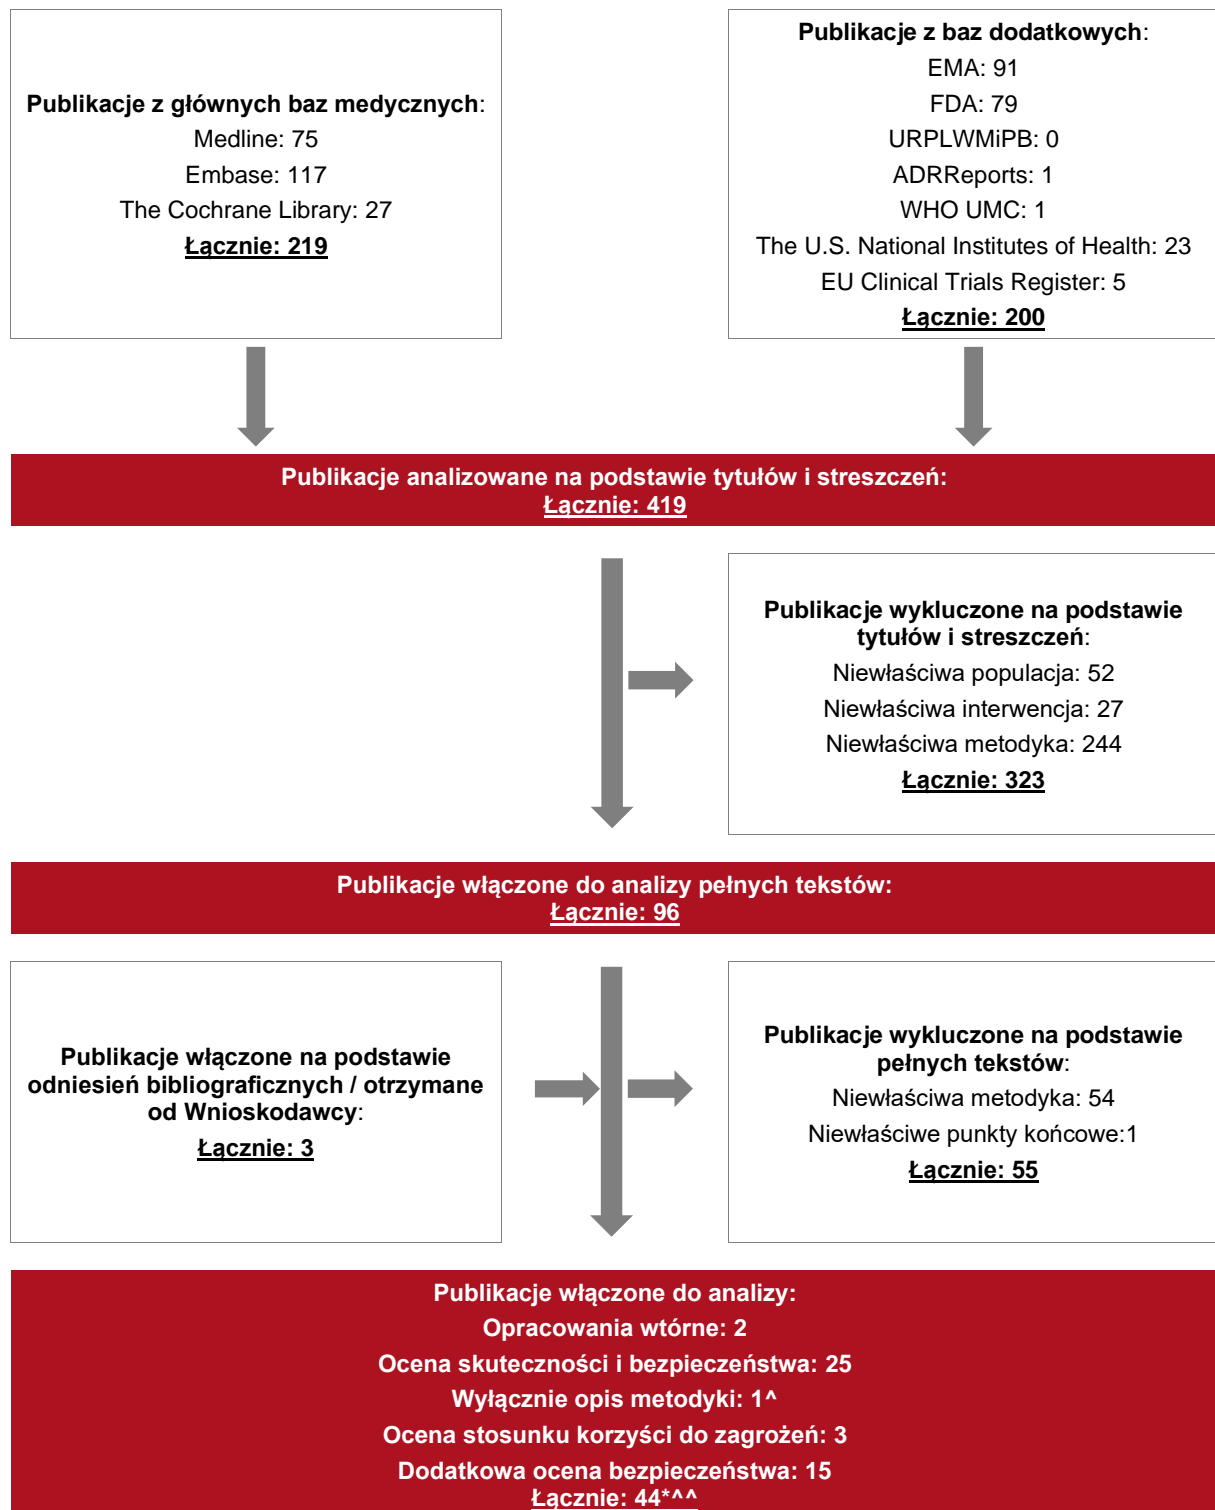 Publikacje z głównych baz medycznych:
Medline: 75
Embase: 117
The Cochrane Library: 27
Łącznie: 219
Publikacje z baz dodatkowych:
EMA: 91
FDA: 79
URPLWMiPB: 0
ADRReports: 1
WHO UMC: 1
The U.S. National Institutes of Health: 23
EU Clinical Trials Register: 5
Łącznie: 200
Publikacje analizowane na podstawie tytułów i streszczeń:
Łącznie: 419
Publikacje wykluczone na podstawie
tytułów i streszczeń:
Niewłaściwa populacja: 52
Niewłaściwa interwencja: 27
Niewłaściwa metodyka: 244
Łącznie: 323
Publikacje włączone do analizy pełnych tekstów:
Łącznie: 96
Publikacje włączone na podstawie
odniesień bibliograficznych / otrzymane
od Wnioskodawcy:
Łącznie: 3
Publikacje wykluczone na podstawie
pełnych tekstów:
Niewłaściwa metodyka: 54
Niewłaściwe punkty końcowe:1
Łącznie: 55
Publikacje włączone do analizy:
Opracowania wtórne: 2
Ocena skuteczności i bezpieczeństwa: 25
Wyłącznie opis metodyki: 1^
Ocena stosunku korzyści do zagrożeń: 3
Dodatkowa ocena bezpieczeństwa: 15
Łącznie: 44*^^